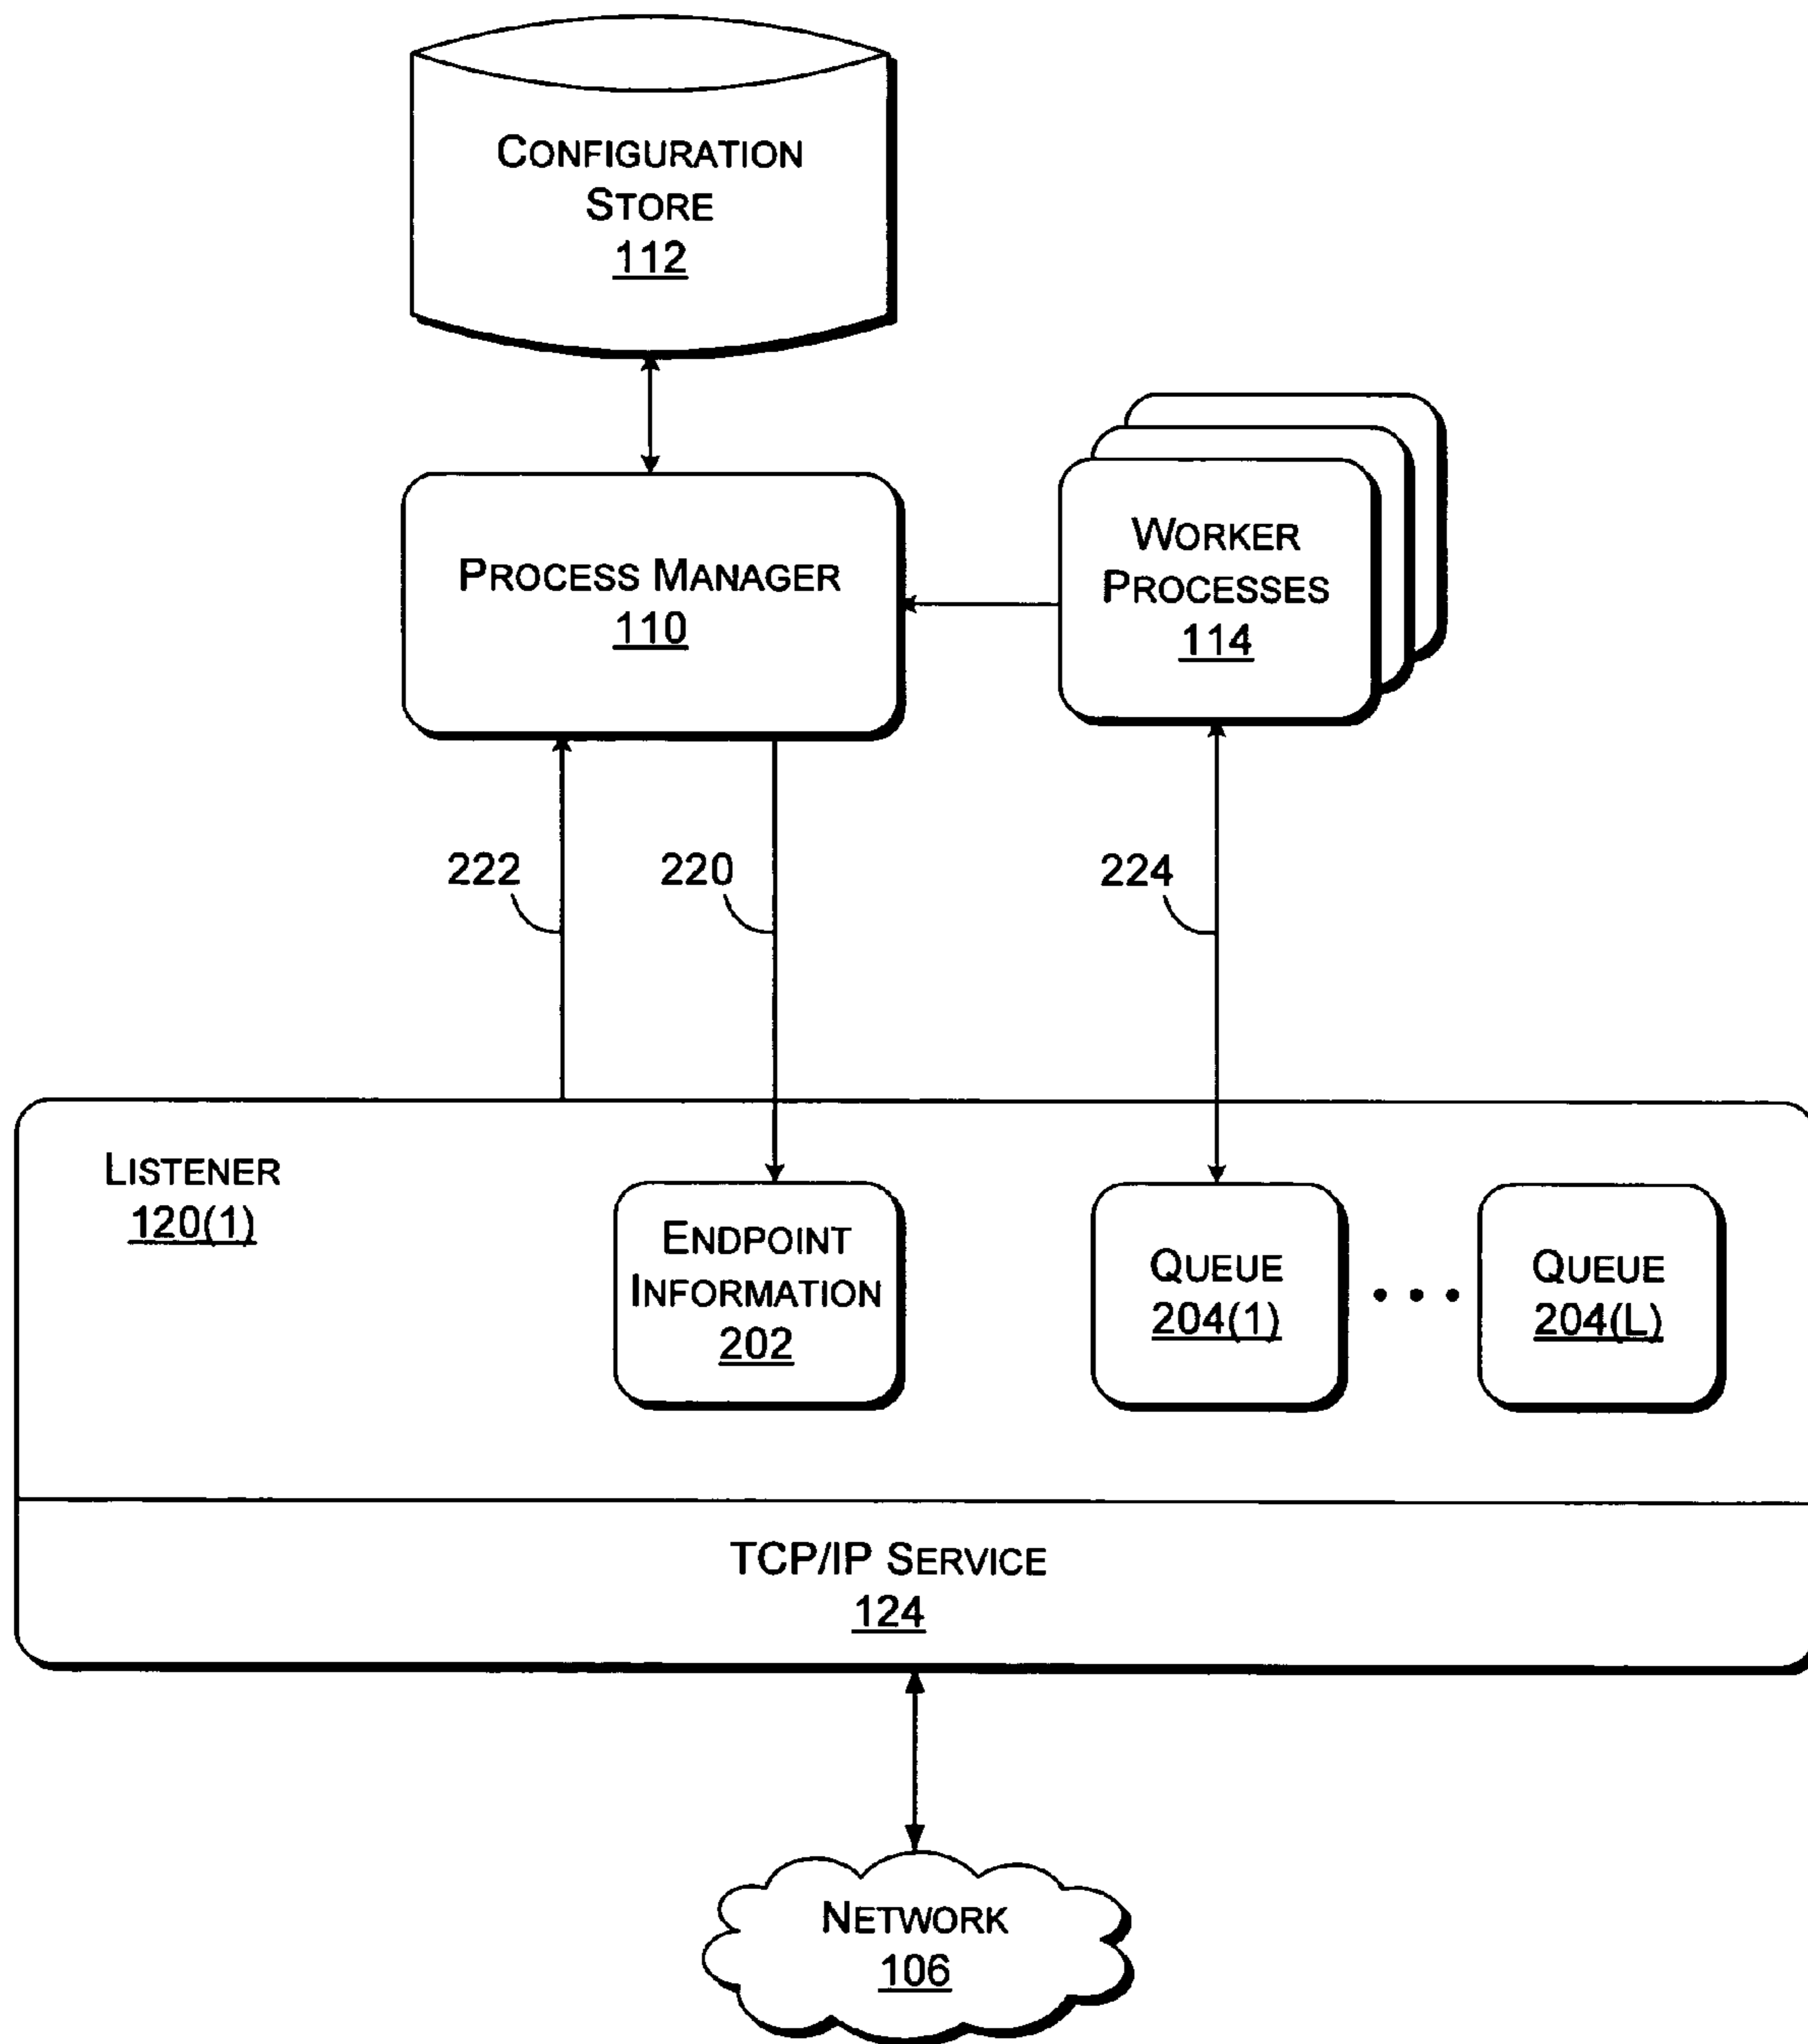 CONFIGURATION
STORE
112
PROCESS MANAGER
110
WORKER
PROCESSES
114
222
220
224
LISTENER
120(1)
ENDPOINT
INFORMATION
202
QUEUE
204(1)
• • •
QUEUE
204(L)
TCP/IP SERVICE
124
NETWORK
106